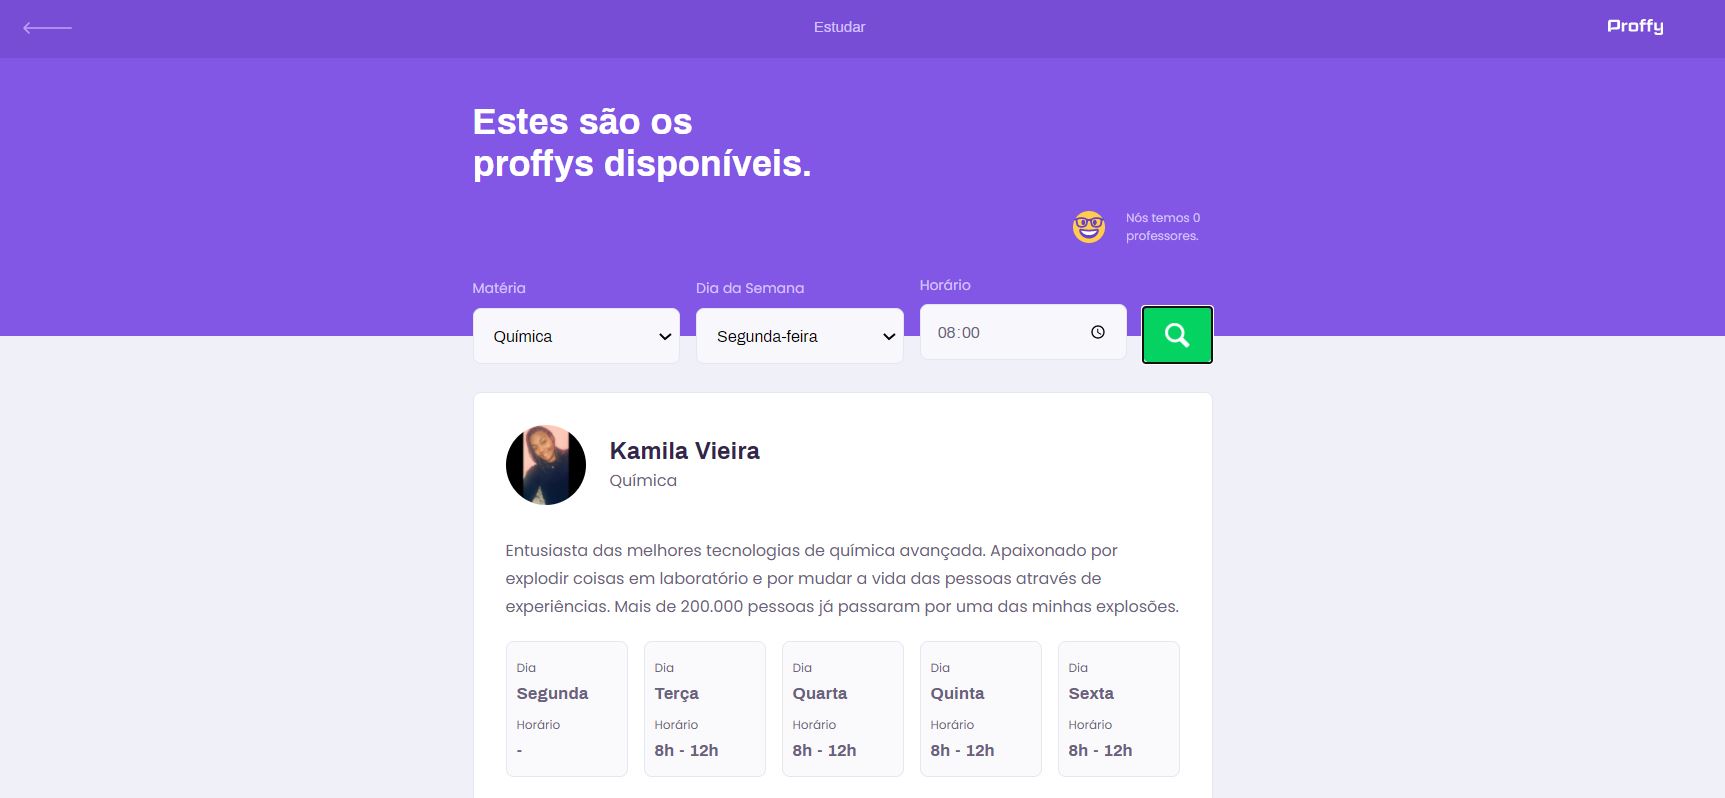 Estudar
Proffy
Estes são os
proffys disponíveis.
Nós temos 0
professores.
Matéria
Química
Dia da Semana
Segunda-feira
Horário
08:00
Kamila Vieira
Química
Entusiasta das melhores tecnologias de química avançada. Apaixonado por
explodir coisas em laboratório e por mudar a vida das pessoas através de
experiências. Mais de 200.000 pessoas já passaram por uma das minhas explosões.
Dia
Segunda
Horário
-
Dia
Terça
Horário
8h - 12h
Dia
Quarta
Horário
8h - 12h
Dia
Quinta
Horário
8h - 12h
Dia
Sexta
Horário
8h - 12h